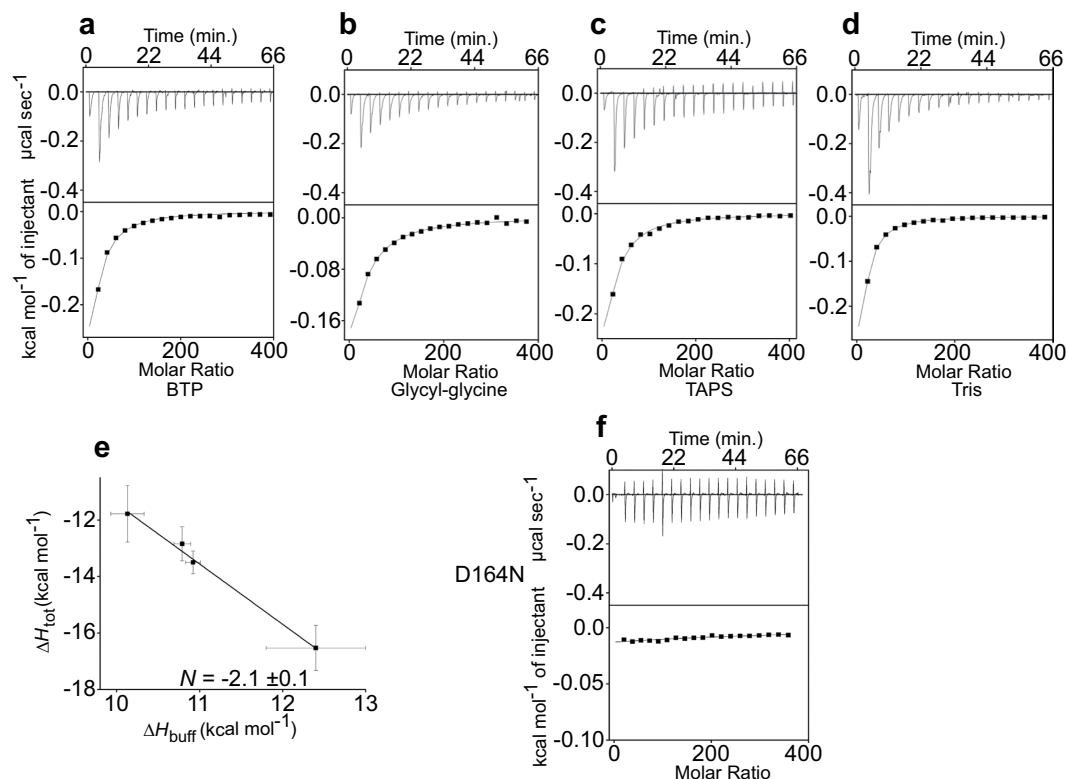 a
Time (min.)
0 22 44 66
0.0
-0.2
-0.4
µcal sec⁻¹
0.0
-0.1
-0.2
kcal mol⁻¹ of injectant
0 200 400
Molar Ratio
BTP
b
Time (min.)
0 22 44 66
0.0
-0.2
-0.4
0.00
-0.08
-0.16
0 200 400
Molar Ratio
Glycyl-glycine
c
Time (min.)
0 22 44 66
0.0
-0.2
-0.4
0.0
-0.1
-0.2
0 200 400
Molar Ratio
TAPS
d
Time (min.)
0 22 44 66
0.0
-0.2
-0.4
0.0
-0.1
-0.2
0 200 400
Molar Ratio
Tris
e
-12
-14
-16
-18
ΔHtot (kcal mol⁻¹)
N = -2.1 ±0.1
10 11 12 13
ΔHbuff (kcal mol⁻¹)
D164N
f
Time (min.)
0 22 44 66
0.0
-0.2
-0.4
µcal sec⁻¹
0.0
-0.05
-0.10
kcal mol⁻¹ of injectant
0 200 400
Molar Ratio